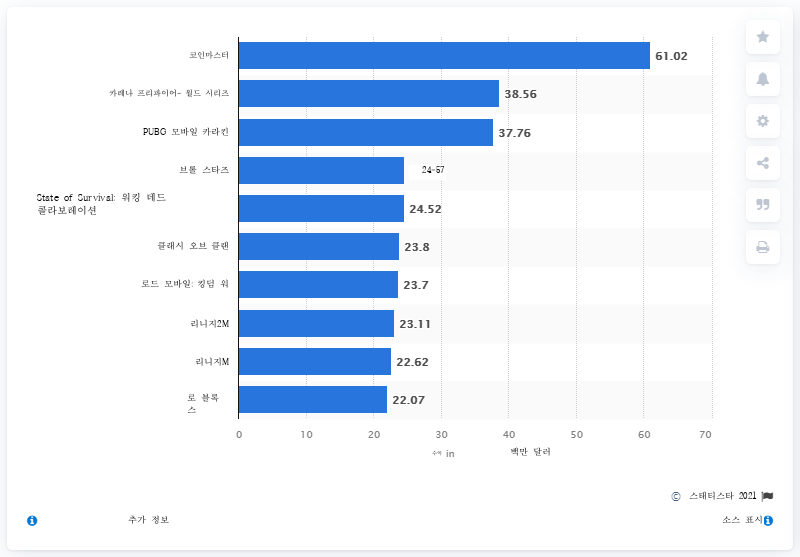 코인마스터
61.02
카레나 프리파이어- 월드 시리즈
38.56
PUBG 모바일 카라킨
37.76
브롤 스타즈
24-57
State of Survival: 워킹 데드
콜라보레이션
24.52
클래시 오브 클랜
23.8
로드 모바일: 킹덤 워
23.7
리니지2M
23.11
리니지M
22.62
로 블록
스
22.07
0 10 20 30 40 50 60 70
in 백만 달러
© 스태티스타 2021
추가 정보
소스 표시